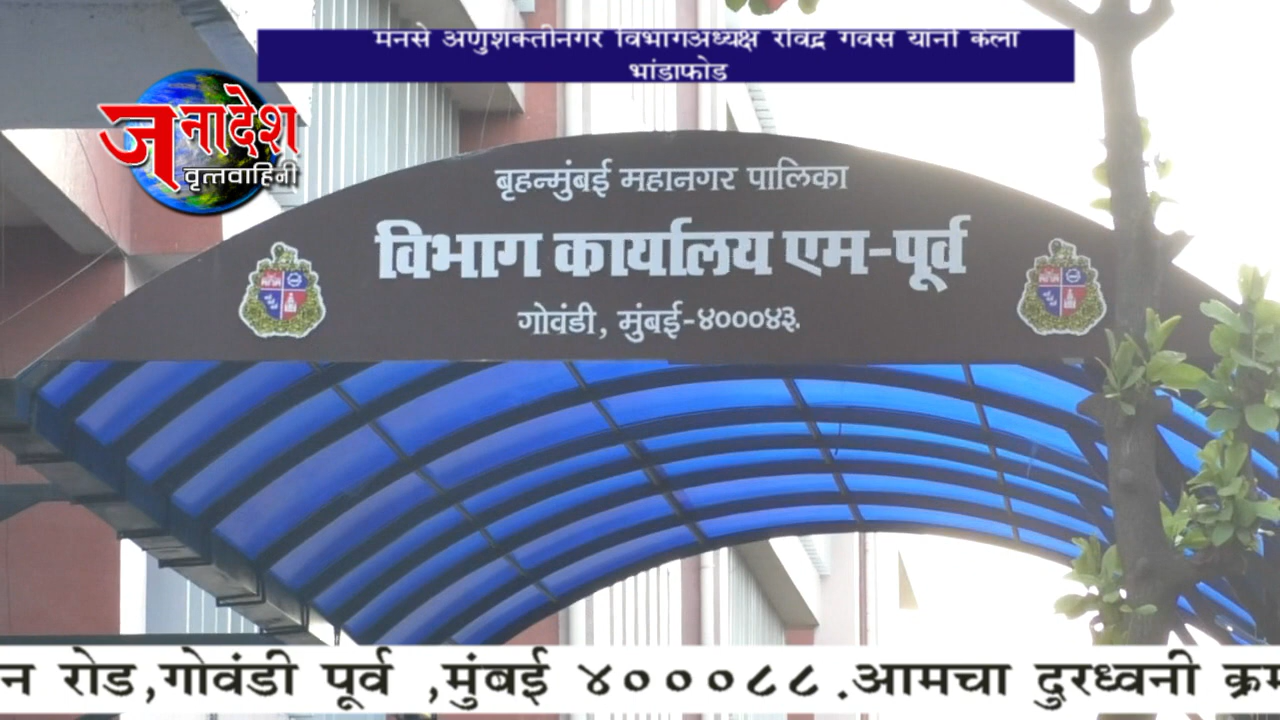 मनसे अणुशक्तीनगर विभागअध्यक्ष रविंद्र गवस यांनी केला
भांडाफोड
जनादेश
वृत्तवाहिनी
बृहन्मुंबई महानगर पालिका
विभाग कार्यालय एम-पूर्व
गोवंडी, मुंबई-४०००४३.
न रोड,गोवंडी पूर्व ,मुंबई ४०००८८.आमचा दुरध्वनी क्रम